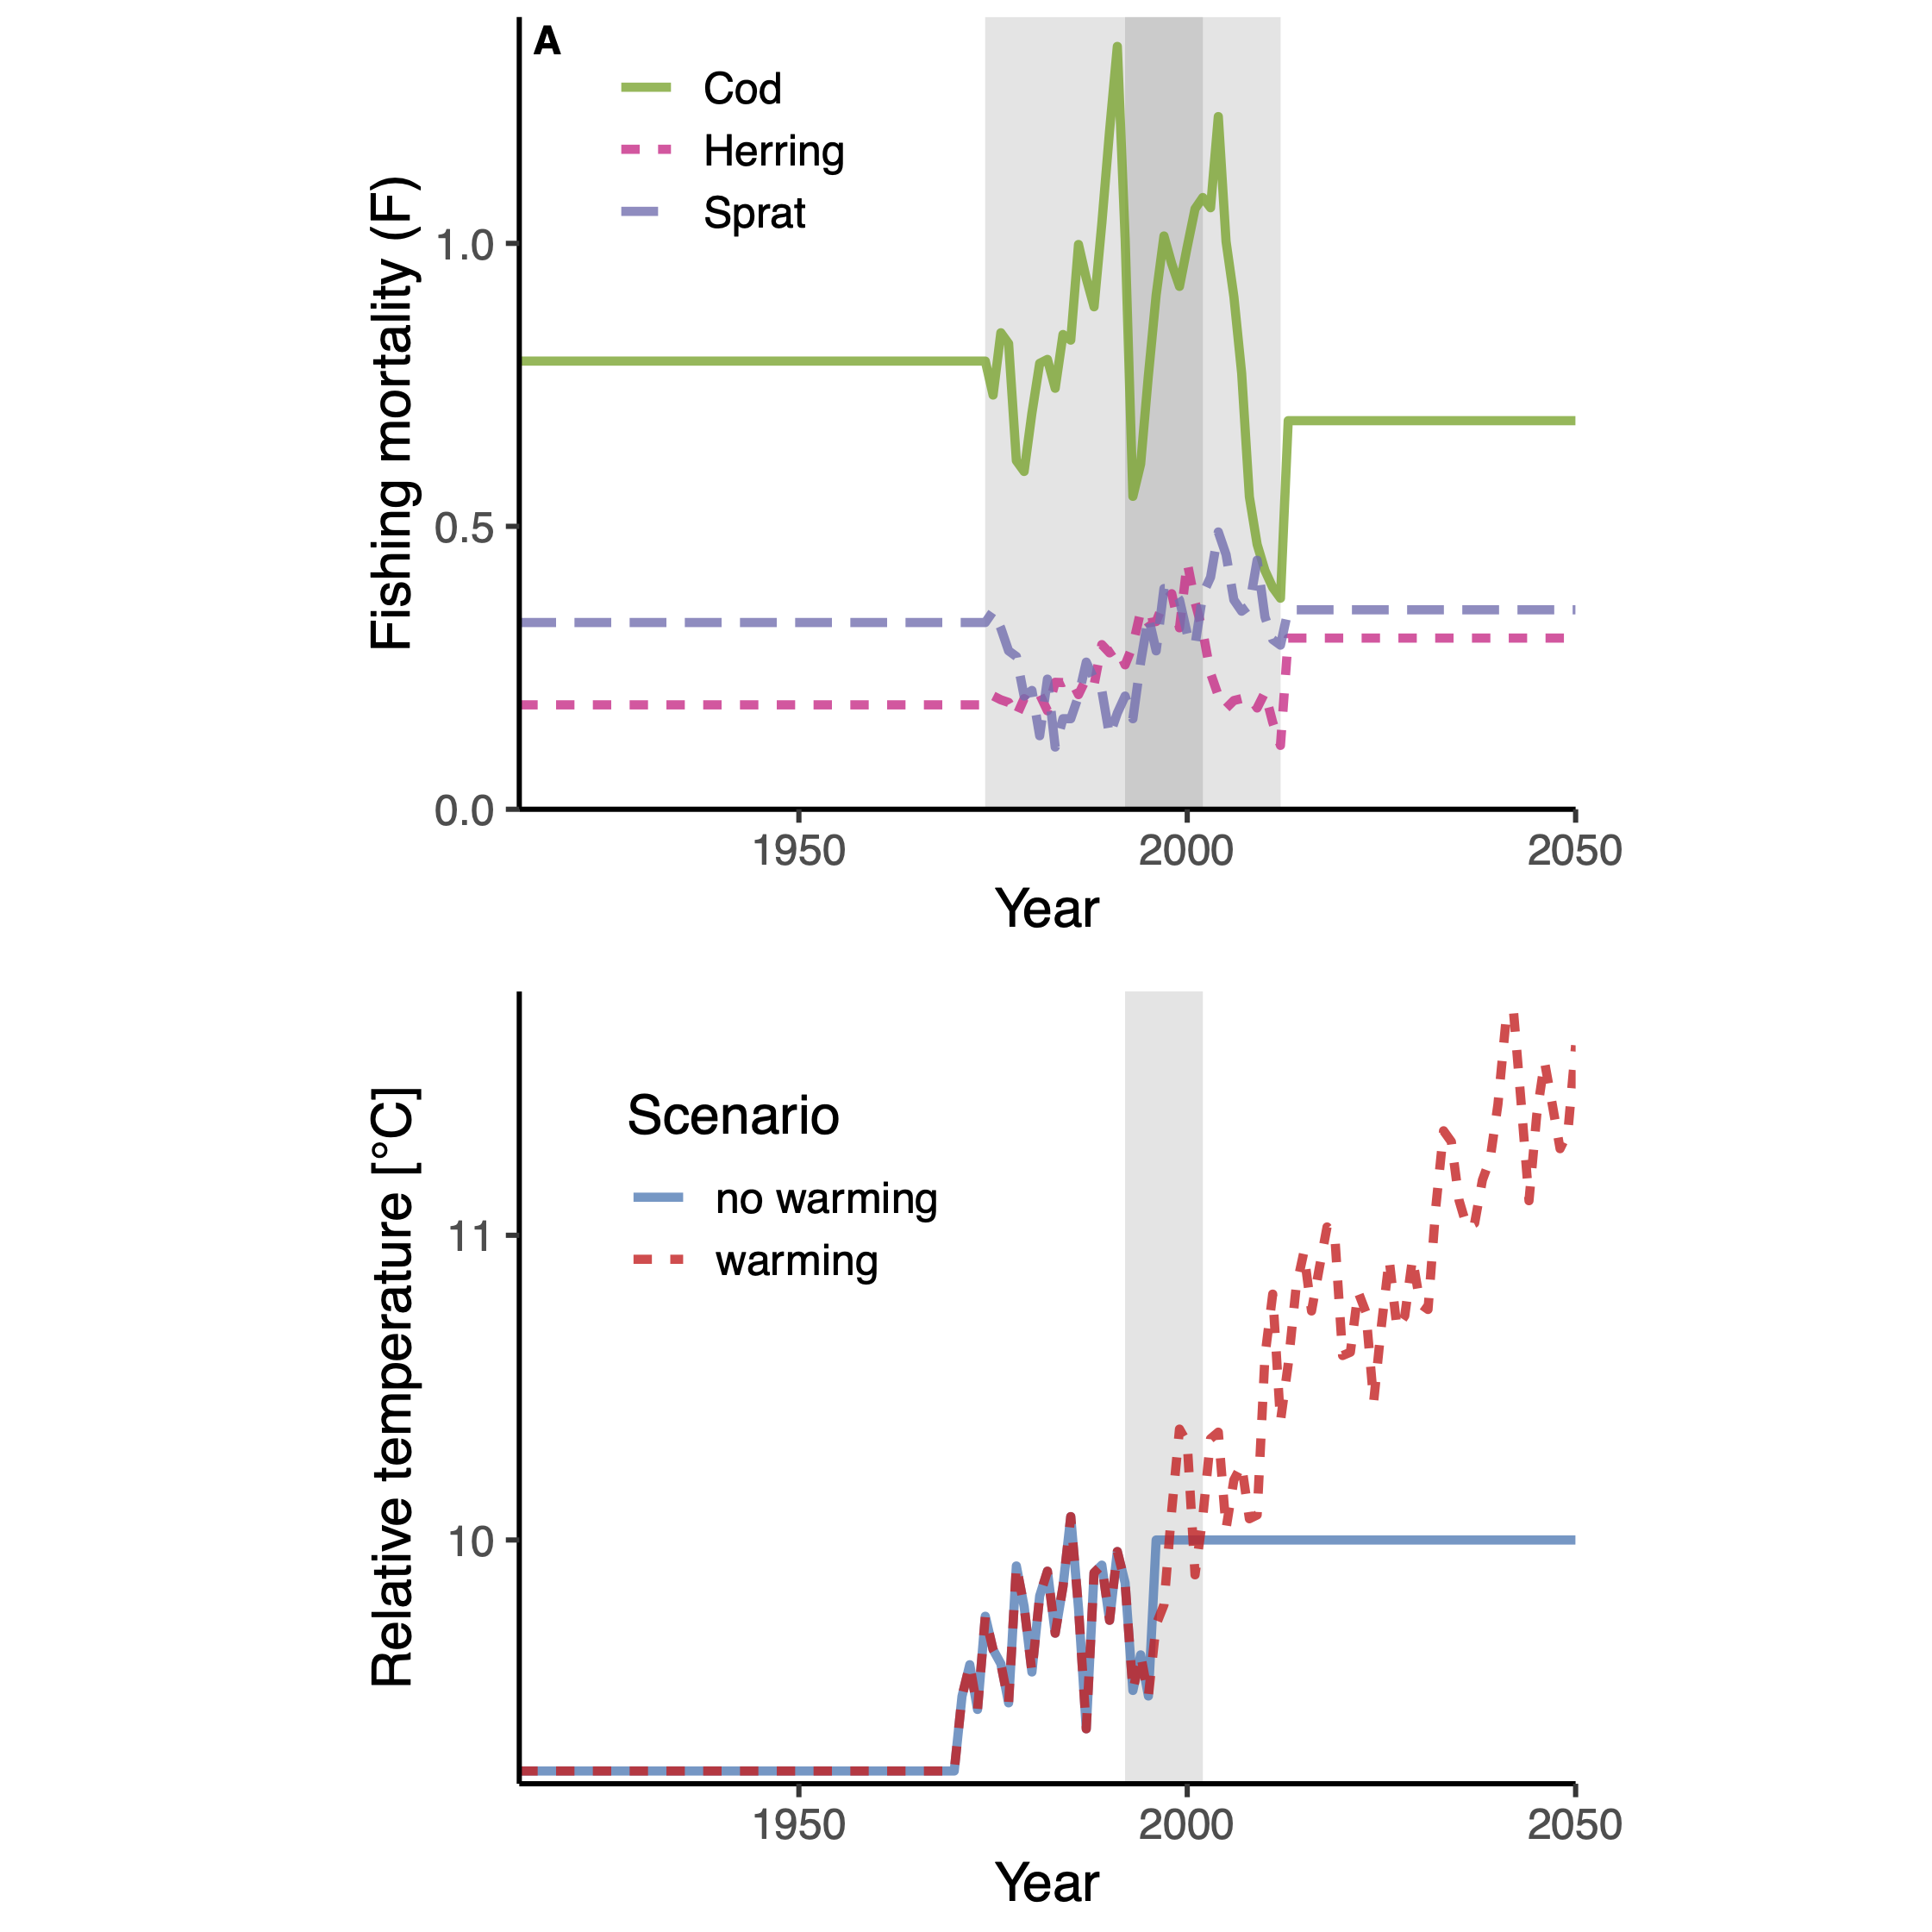 A
Cod
Herring
Sprat
Fishing mortality (F)
1.0
0.5
0.0
1950 2000 2050
Year
Scenario
no warming
warming
Relative temperature [°C]
11
10
1950 2000 2050
Year